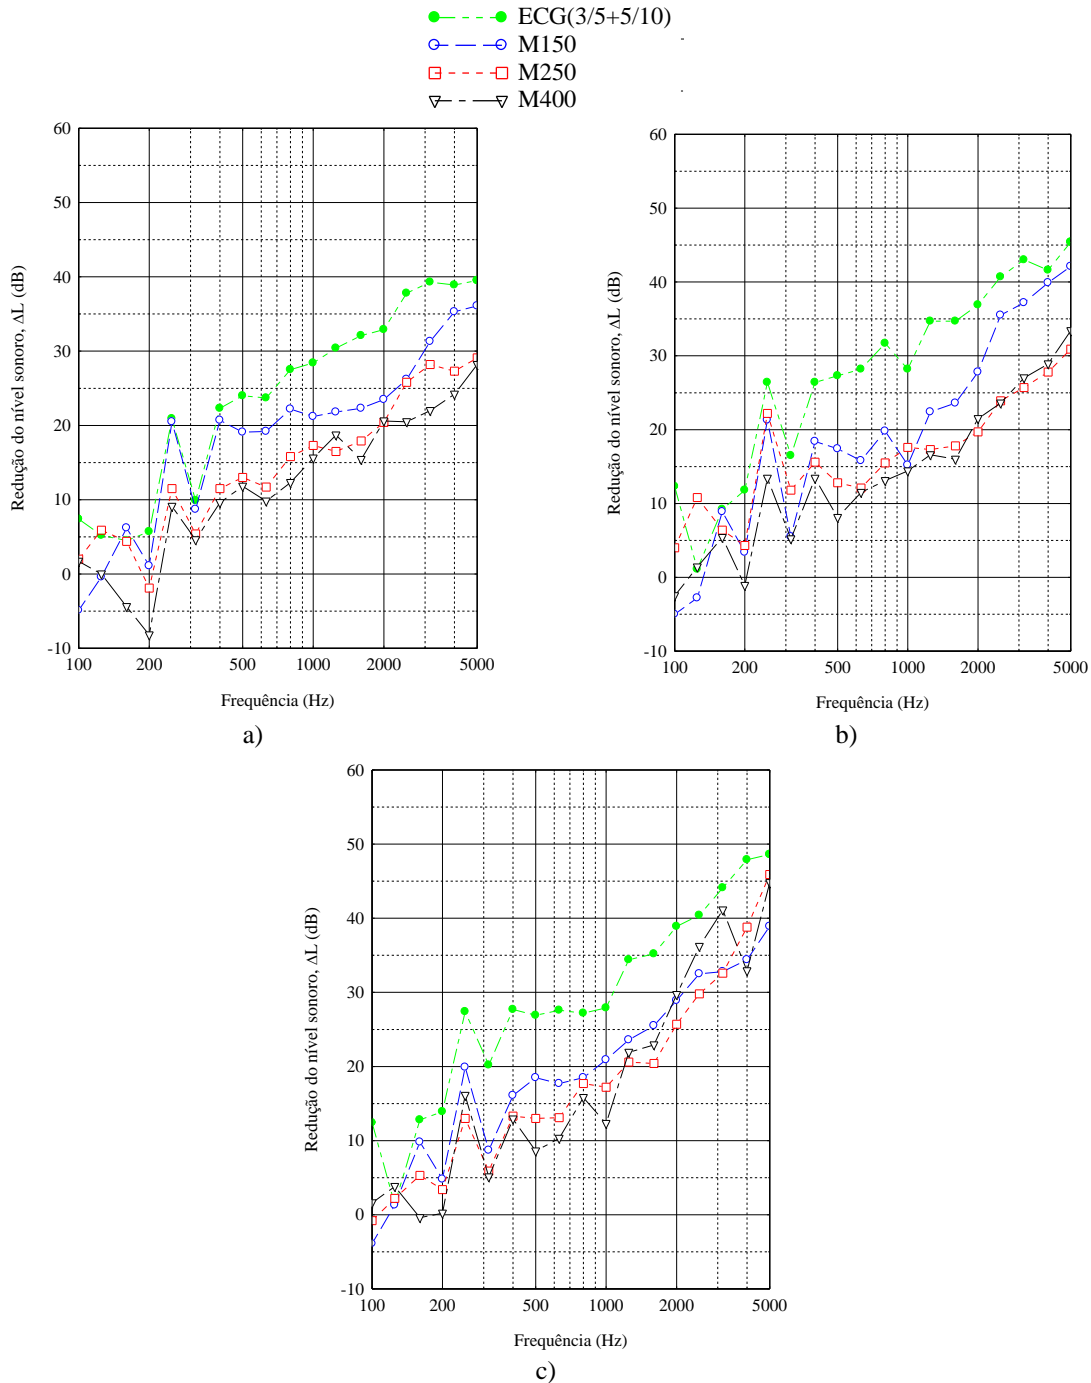 ECG(3/5+5/10)
M150
M250
M400
60
50
40
30
20
10
0
-10
100 200 500 1000 2000 5000
Redução do nível sonoro, ΔL (dB)
Frequência (Hz)
a)
60
50
40
30
20
10
0
-10
100 200 500 1000 2000 5000
Redução do nível sonoro, ΔL (dB)
Frequência (Hz)
b)
60
50
40
30
20
10
0
-10
100 200 500 1000 2000 5000
Redução do nível sonoro, ΔL (dB)
Frequência (Hz)
c)